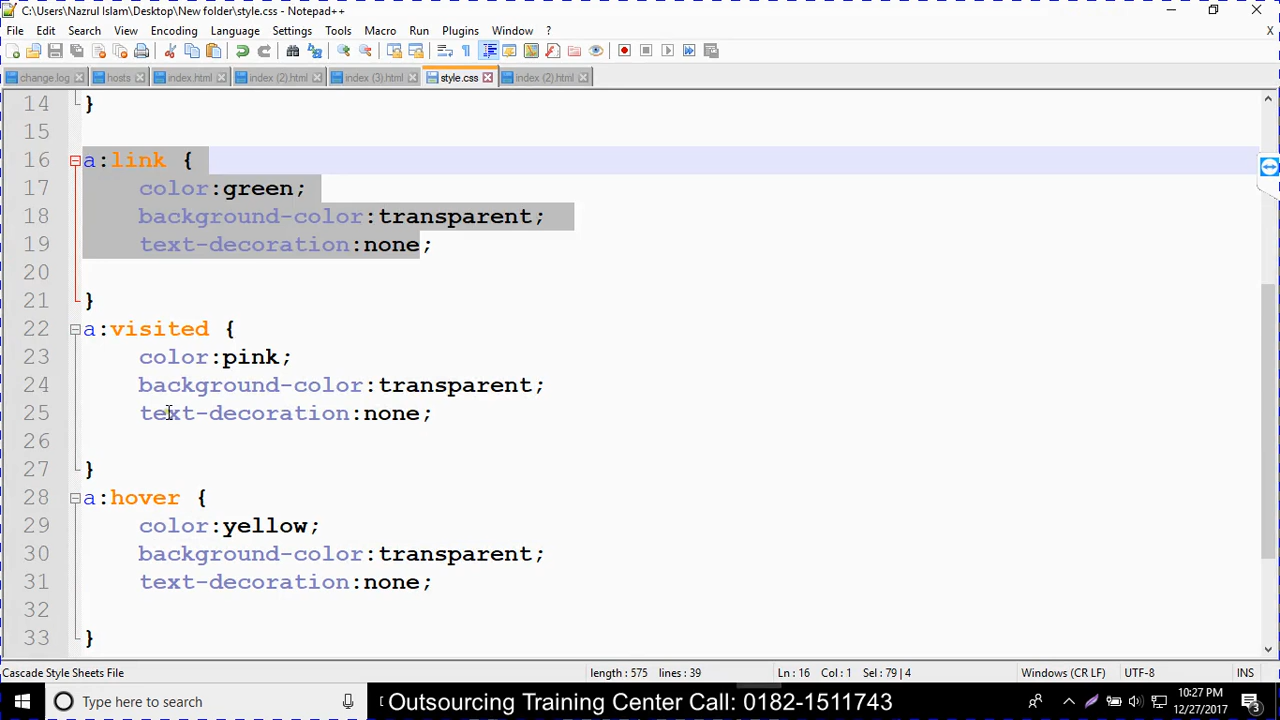 C:\Users\Nazrul Islam\Desktop\New folder\style.css - Notepad++
File Edit Search View Encoding Language Settings Tools Macro Run Plugins Window ? X
change.log hosts index.html index (2).html index (3).html style.css index (2).html
14 }
15
16 a:link {
17 color:green;
18 background-color:transparent;
19 text-decoration:none;
20
21 }
22 a:visited {
23 color:pink;
24 background-color:transparent;
25 text-decoration:none;
26
27 }
28 a:hover {
29 color:yellow;
30 background-color:transparent;
31 text-decoration:none;
32
33 }
Cascade Style Sheets File length : 575 lines : 39 Ln : 16 Col : 1 Sel : 79 | 4 Windows (CR LF) UTF-8 INS
Type here to search [ Outsourcing Training Center Call: 0182-1511743 10:27 PM
12/27/2017 3